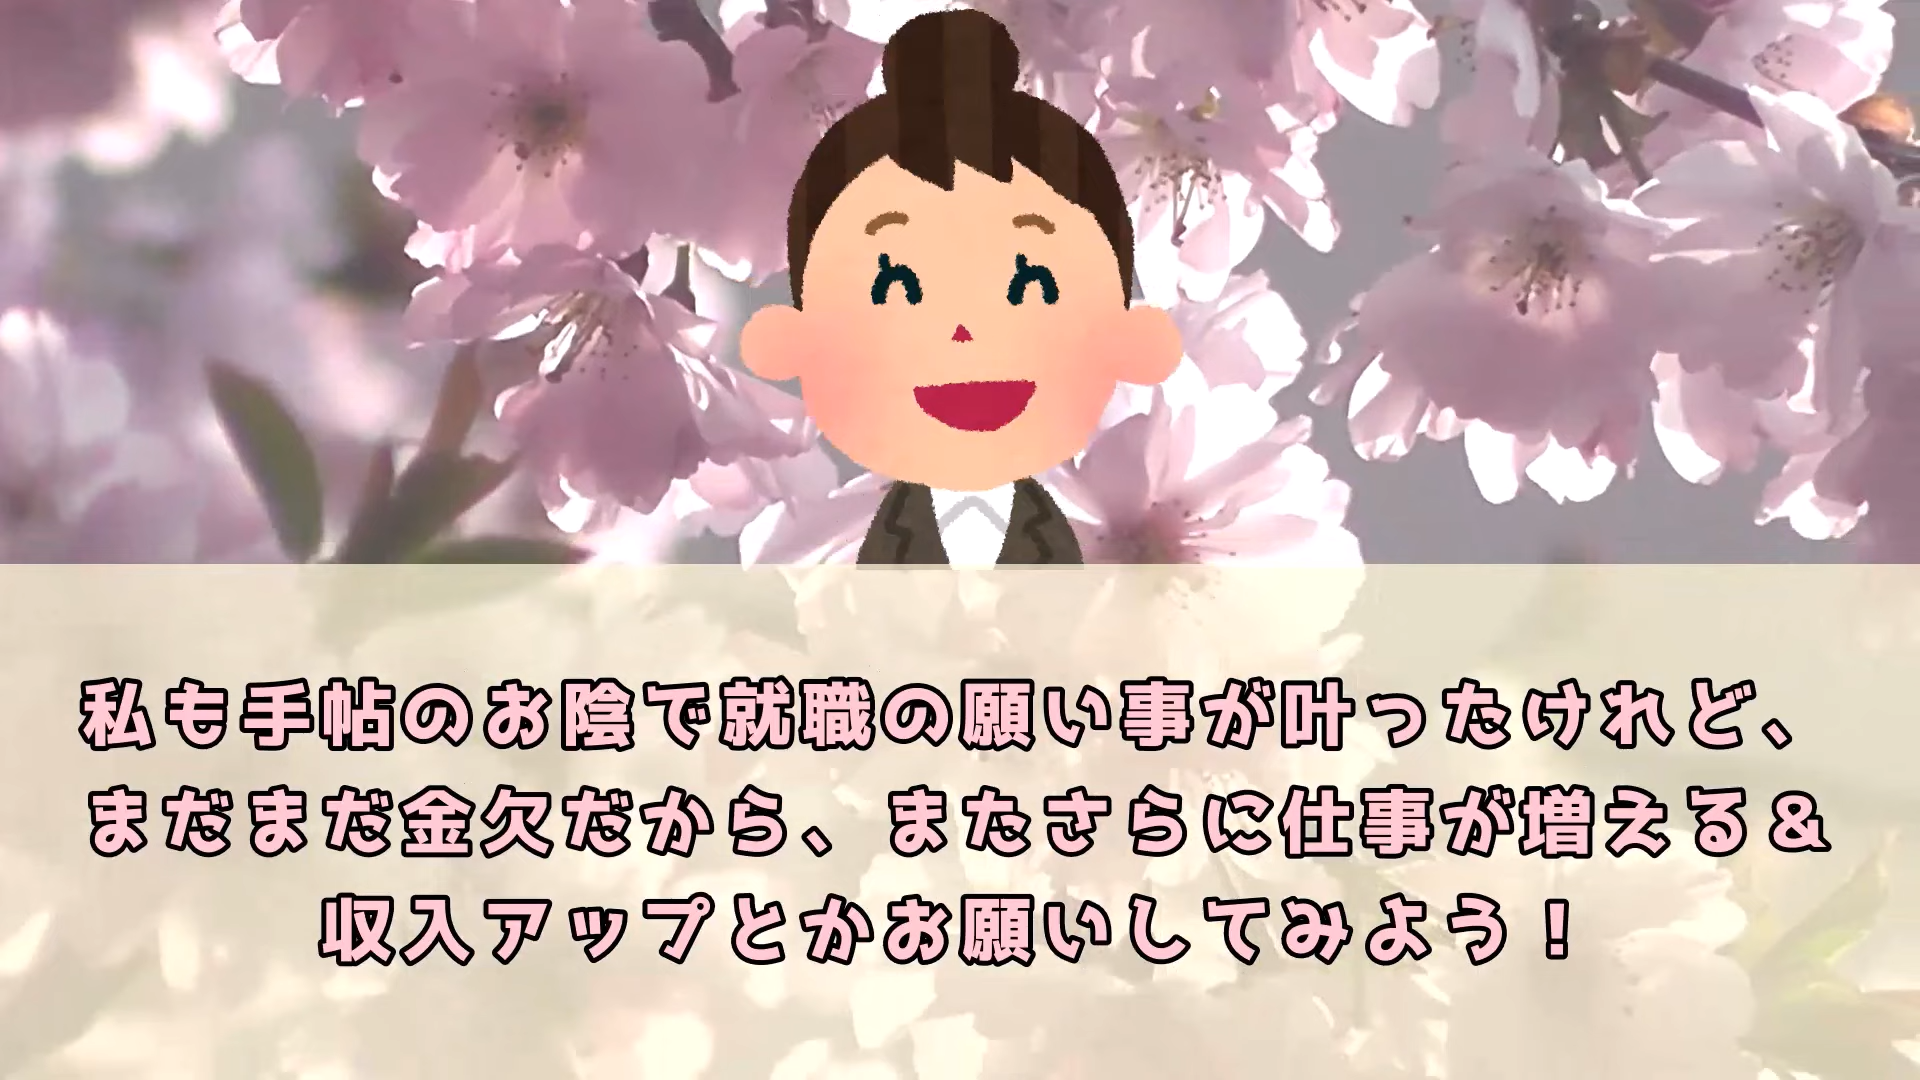 私も手帖のお陰で就職の願い事が叶ったけれど、
まだまだ金欠だから、またさらに仕事が増える＆
収入アップとかお願いしてみよう！